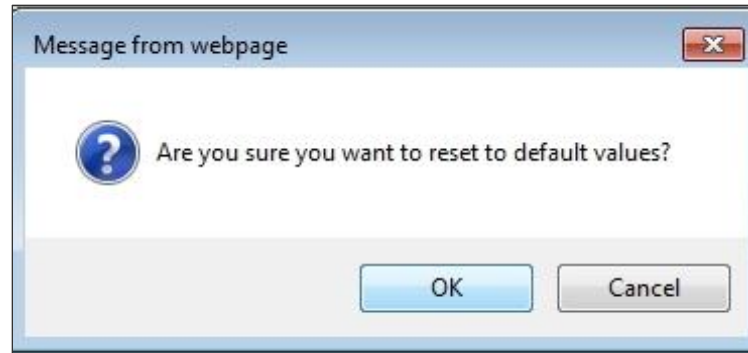 Message from webpage
Are you sure you want to reset to default values?
OK
Cancel